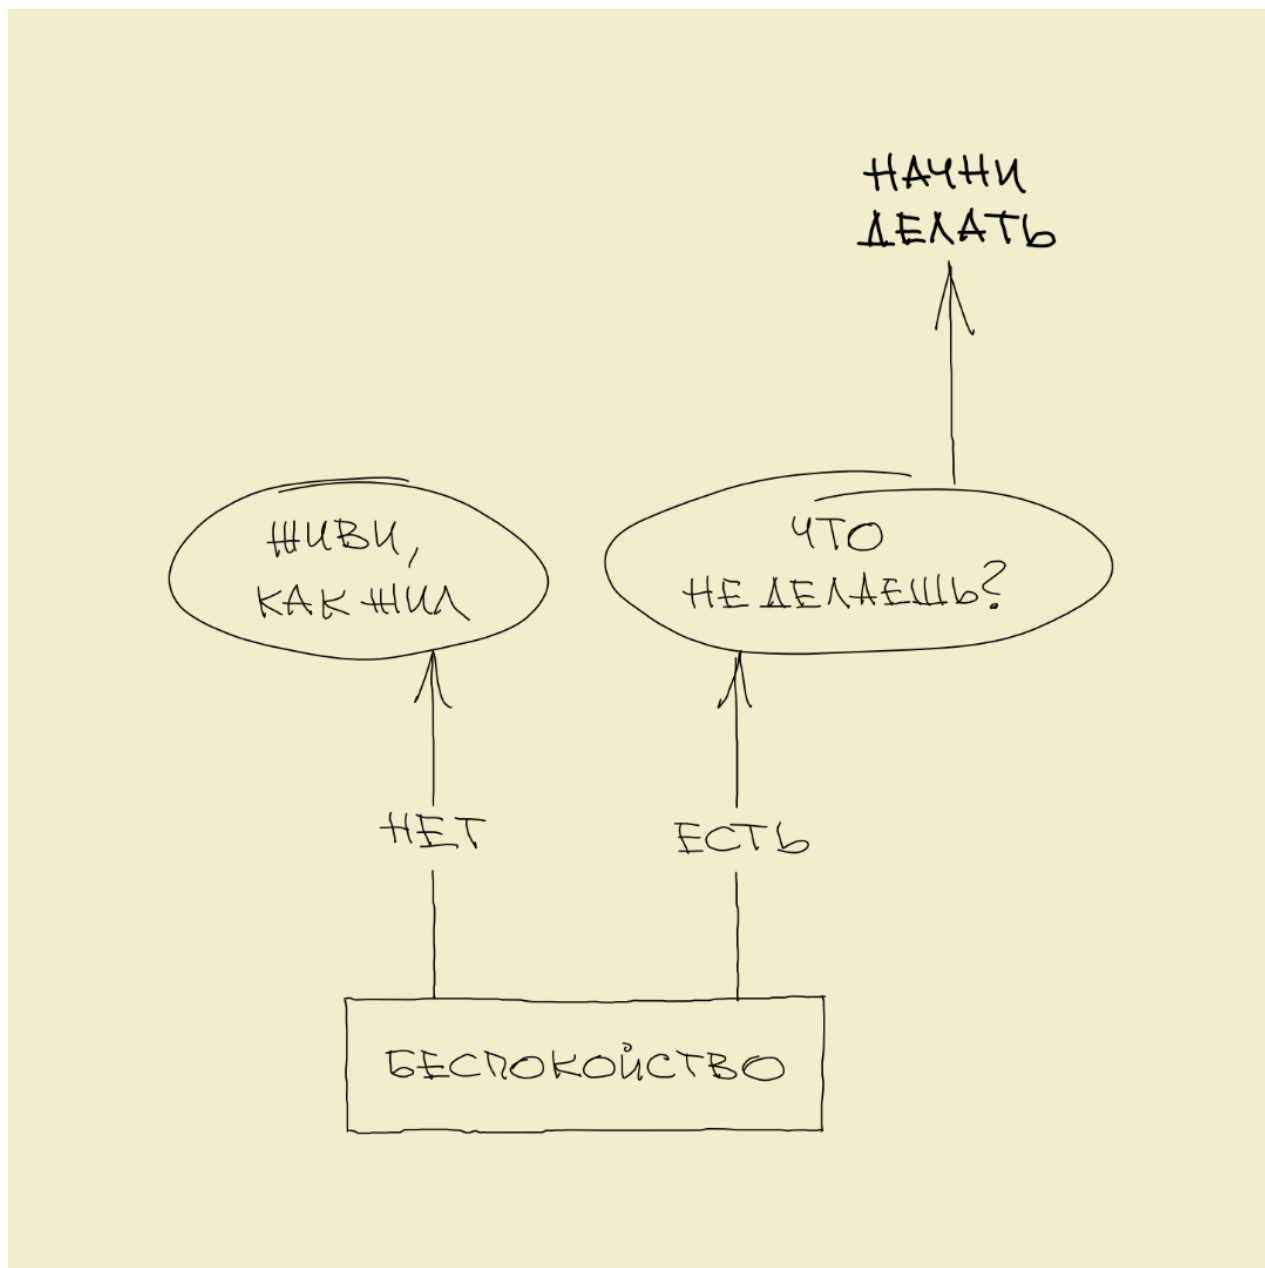 НАЧНИ
ДЕЛАТЬ
ЖИВИ,
КАК ЖИЛ
ЧТО
НЕ ДЕЛАЕШЬ?
НЕТ
ЕСТЬ
БЕСПОКОЙСТВО